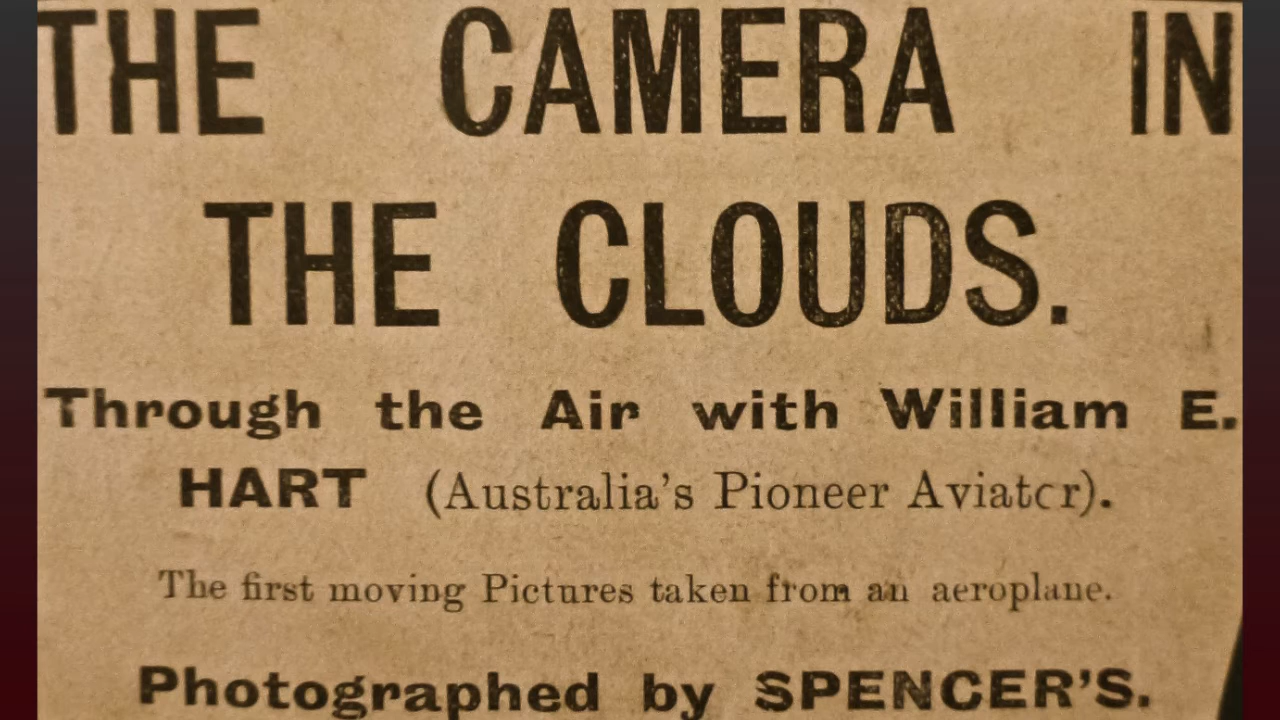 THE CAMERA IN
THE CLOUDS.
Through the Air with William E.
HART (Australia's Pioneer Aviator).
The first moving Pictures taken from an aeroplane.
Photographed by SPENCER'S.